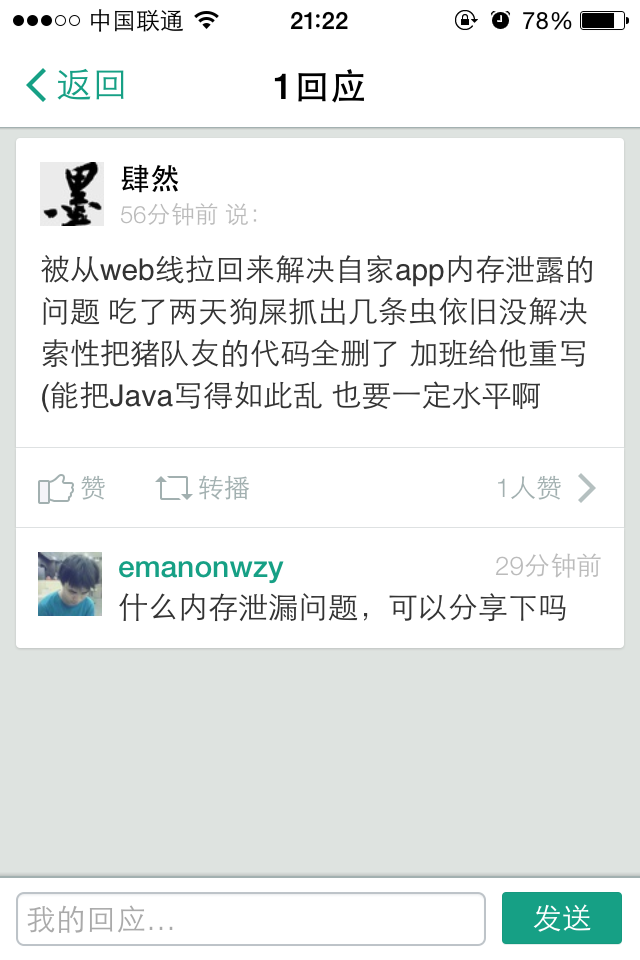 中国联通 21:22 78%
返回 1回应
墨
肆然
56分钟前 说：
被从web线拉回来解决自家app内存泄露的
问题 吃了两天狗屎抓出几条虫依旧没解决
索性把猪队友的代码全删了 加班给他重写
(能把Java写得如此乱 也要一定水平啊
赞 转播 1人赞
emanonwzy 29分钟前
什么内存泄漏问题，可以分享下吗
我的回应... 发送